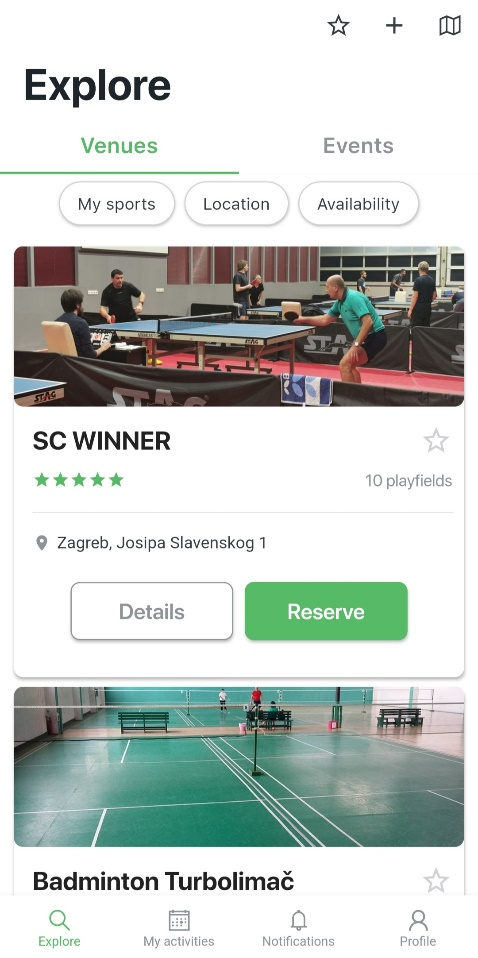 Explore
Venues
Events
My sports
Location
Availability
STAG
STAG
STAG
SC WINNER
10 playfields
Zagreb, Josipa Slavenskog 1
Details
Reserve
Badminton Turbolimač
Explore
My activities
Notifications
Profile